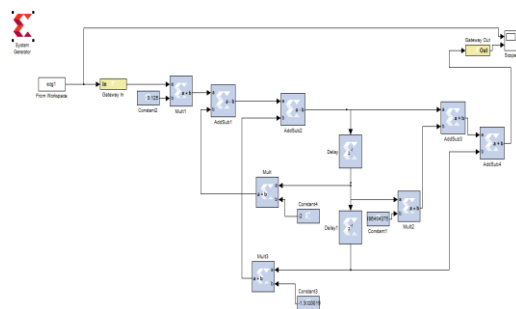 System
Generator
ecg1
From Workspace
In
Gateway In
Constant2
a
b
a × b
Mult1
a
b
a - b
AddSub1
a
b
a - b
AddSub2
Delay
a
b
a × b
Mult
Constant4
Delay1
Constant1
a
b
a × b
Mult2
a
b
a + b
AddSub3
a
b
a + b
AddSub4
Out
Gateway Out
Scope
Mult3
a
b
a × b
Constant3